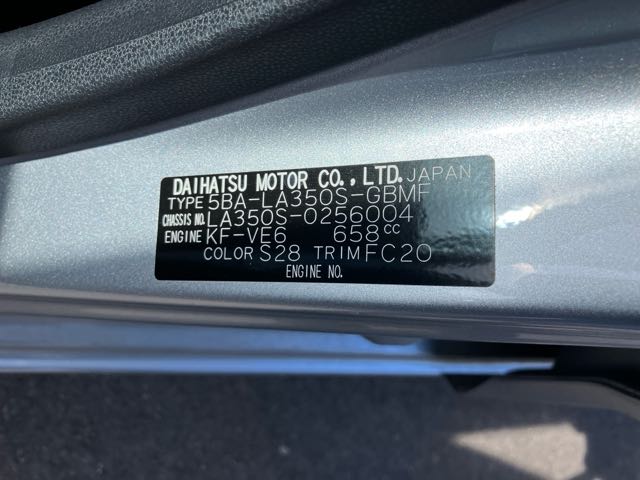 DAIHATSU MOTOR CO., LTD. JAPAN
TYPE 5BA-LA350S-GBMF
CHASSIS NO. LA350S-0256004
ENGINE KF-VE6 658cc
COLOR S28 TRIM FC20
ENGINE NO.